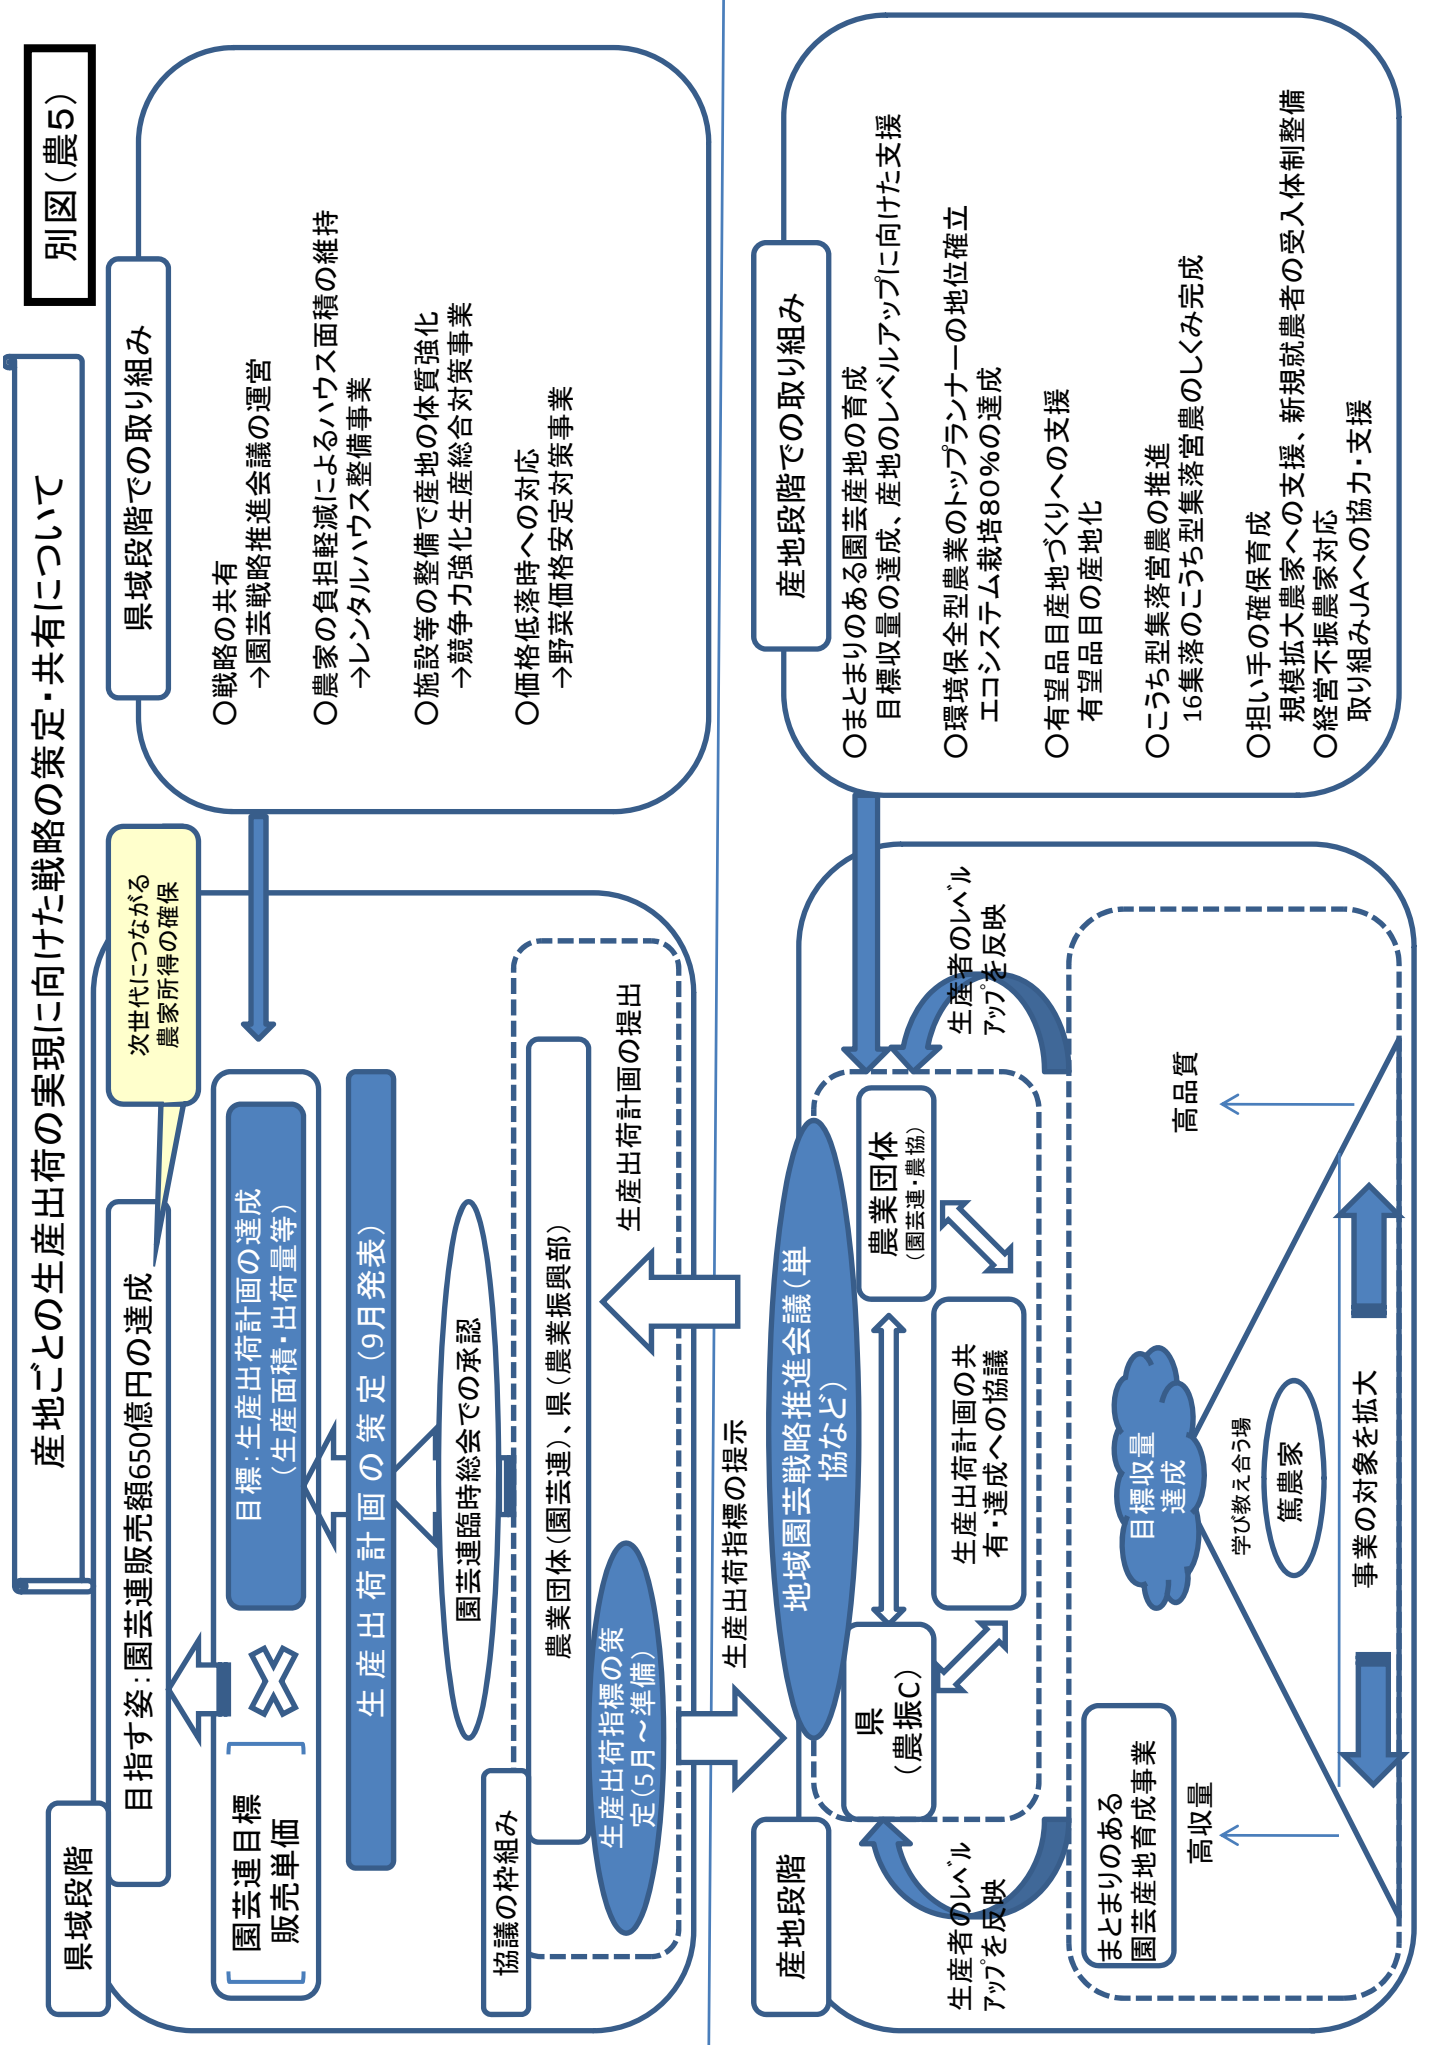 別図(農5)
産地ごとの生産出荷の実現に向けた戦略の策定・共有について
県域段階
目指す姿:園芸連販売額650億円の達成
次世代につながる
農家所得の確保
園芸連目標
販売単価
目標:生産出荷計画の達成
(生産面積・出荷量等)
生産出荷計画の策定(9月発表)
園芸連臨時総会での承認
協議の枠組み
農業団体(園芸連)、県(農業振興部)
生産出荷指標の策
定(5月~準備)
生産出荷計画の提出
生産出荷指標の提示
県域段階での取り組み
○戦略の共有
→園芸戦略推進会議の運営
○農家の負担軽減によるハウス面積の維持
→レンタルハウス整備事業
○施設等の整備で産地の体質強化
→競争力強化生産総合対策事業
○価格低落時への対応
→野菜価格安定対策事業
産地段階
地域園芸戦略推進会議(単
協など)
県
(農振C)
農業団体
(園芸連・農協)
生産出荷計画の共
有・達成への協議
生産者のレベル
アップを反映
生産者のレベル
アップを反映
まとまりのある
園芸産地育成事業
目標収量
達成
学び教え合う場
篤農家
高収量
高品質
事業の対象を拡大
産地段階での取り組み
○まとまりのある園芸産地の育成
目標収量の達成、産地のレベルアップに向けた支援
○環境保全型農業のトップランナーの地位確立
エコシステム栽培80%の達成
○有望品目産地づくりへの支援
有望品目の産地化
○こうち型集落営農の推進
16集落のこうち型集落営農のしくみ完成
○担い手の確保育成
規模拡大農家への支援、新規就農者の受入体制整備
○経営不振農家対応
取り組みJAへの協力・支援